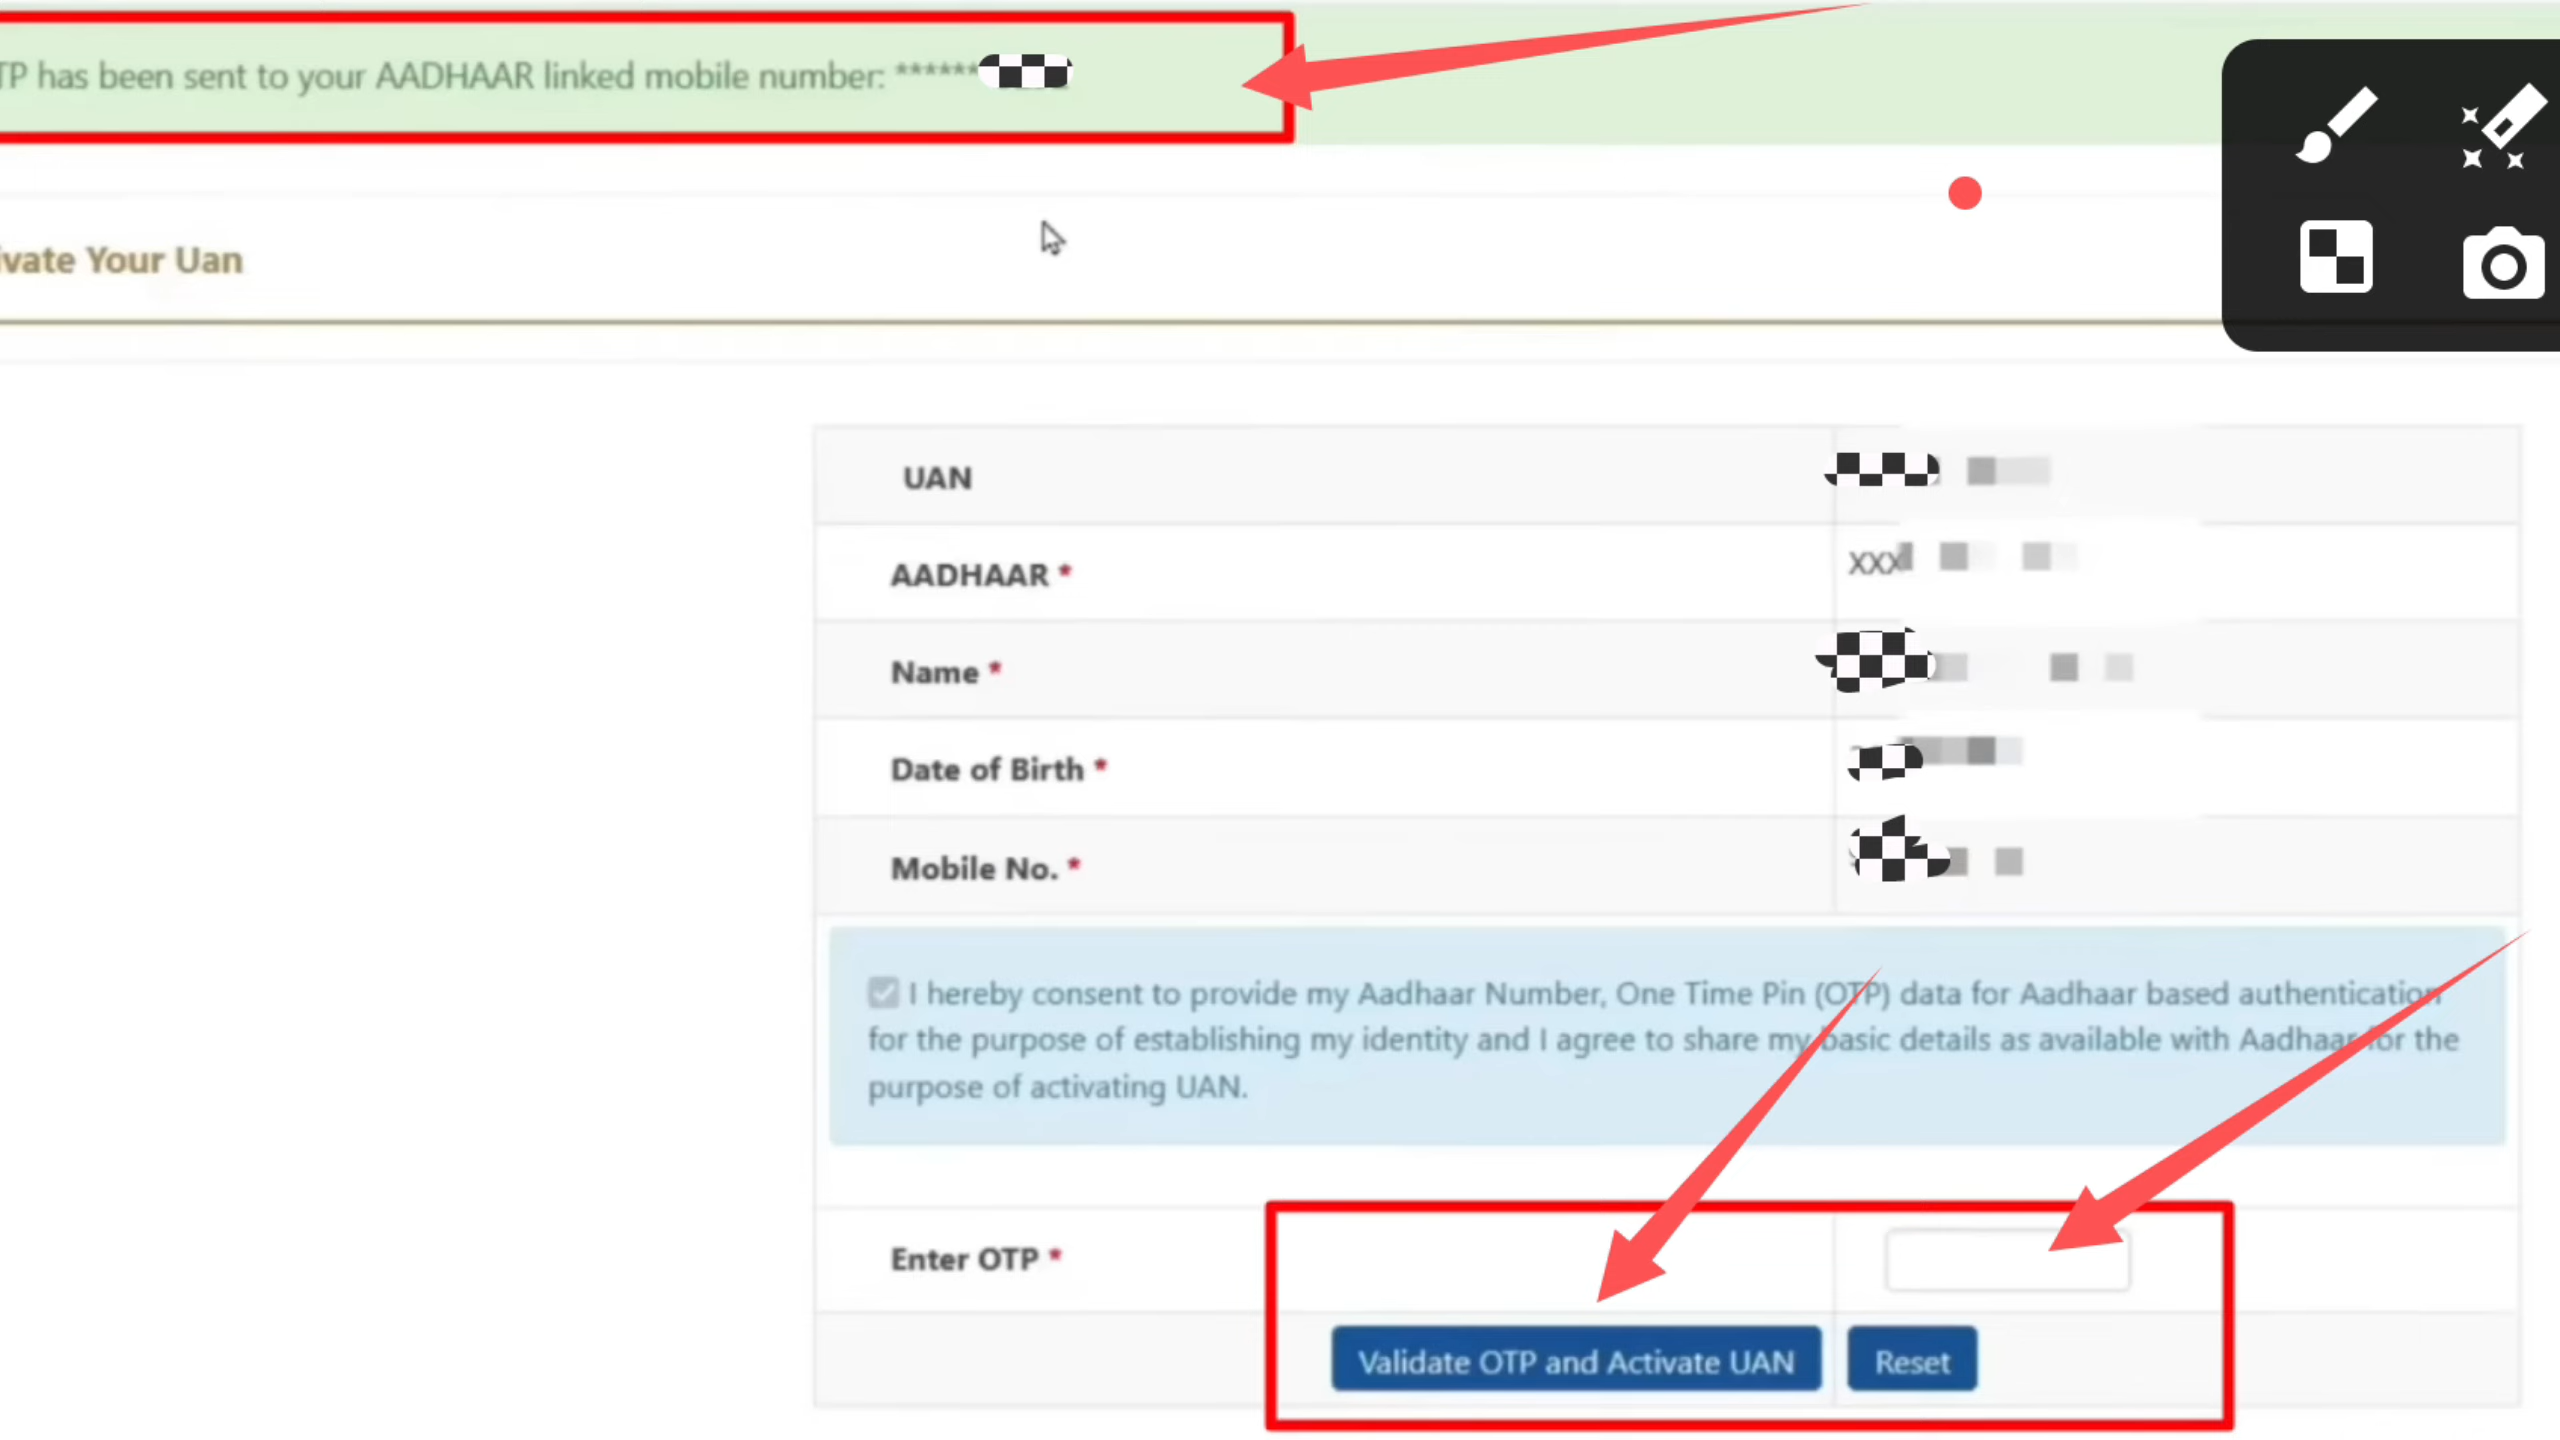 TP has been sent to your AADHAAR linked mobile number: ******
ivate Your Uan
UAN
AADHAAR * XXX
Name *
Date of Birth *
Mobile No. *
I hereby consent to provide my Aadhaar Number, One Time Pin (OTP) data for Aadhaar based authentication
for the purpose of establishing my identity and I agree to share my basic details as available with Aadhaar for the
purpose of activating UAN.
Enter OTP *
Validate OTP and Activate UAN Reset